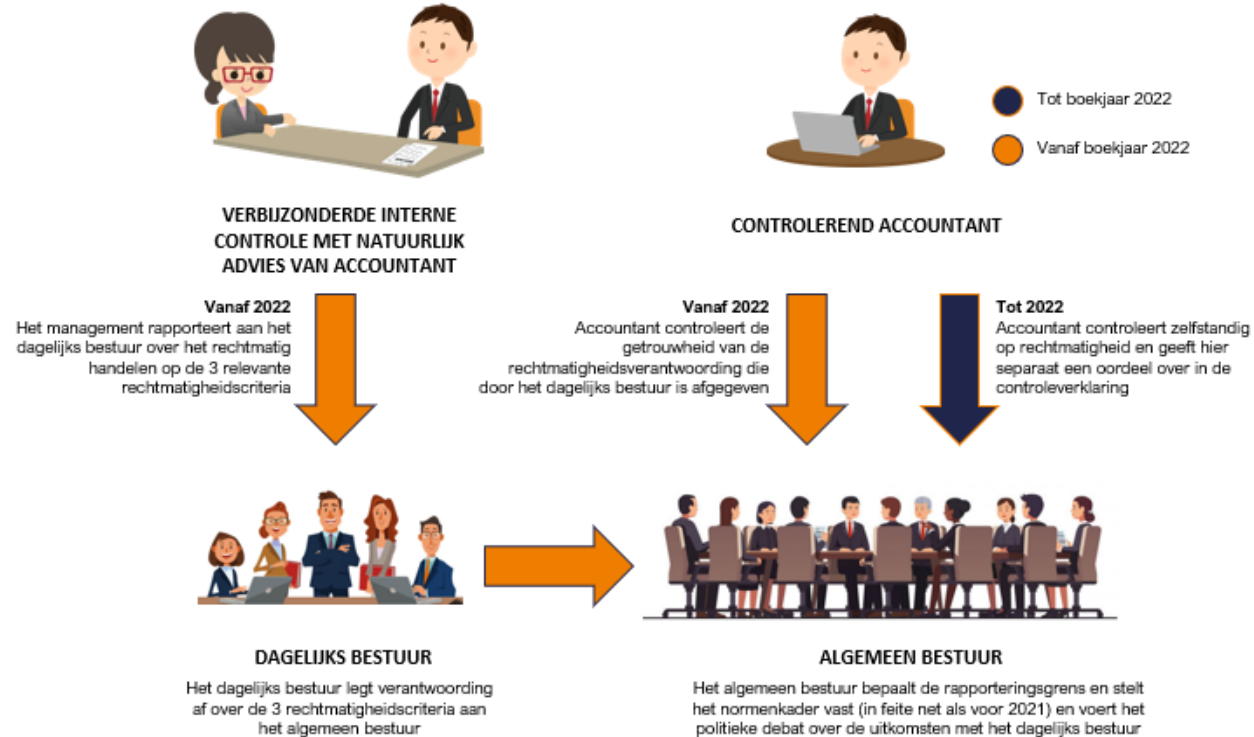 Tot boekjaar 2022
Vanaf boekjaar 2022
VERBIJZONDERDE INTERNE
CONTROLE MET NATUURLIJK
ADVIES VAN ACCOUNTANT
CONTROLEREND ACCOUNTANT
Vanaf 2022
Het management rapporteert aan het
dagelijks bestuur over het rechtmatig
handelen op de 3 relevante
rechtmatigheidscriteria
Vanaf 2022
Accountant controleert de
getrouwheid van de
rechtmatigheidsverantwoording die
door het dagelijks bestuur is afgegeven
Tot 2022
Accountant controleert zelfstandig
op rechtmatigheid en geeft hier
separaat een oordeel over in de
controleverklaring
DAGELIJKS BESTUUR
Het dagelijks bestuur legt verantwoording
af over de 3 rechtmatigheidscriteria aan
het algemeen bestuur
ALGEMEEN BESTUUR
Het algemeen bestuur bepaalt de rapporteringsgrens en stelt
het normenkader vast (in feite net als voor 2021) en voert het
politieke debat over de uitkomsten met het dagelijks bestuur